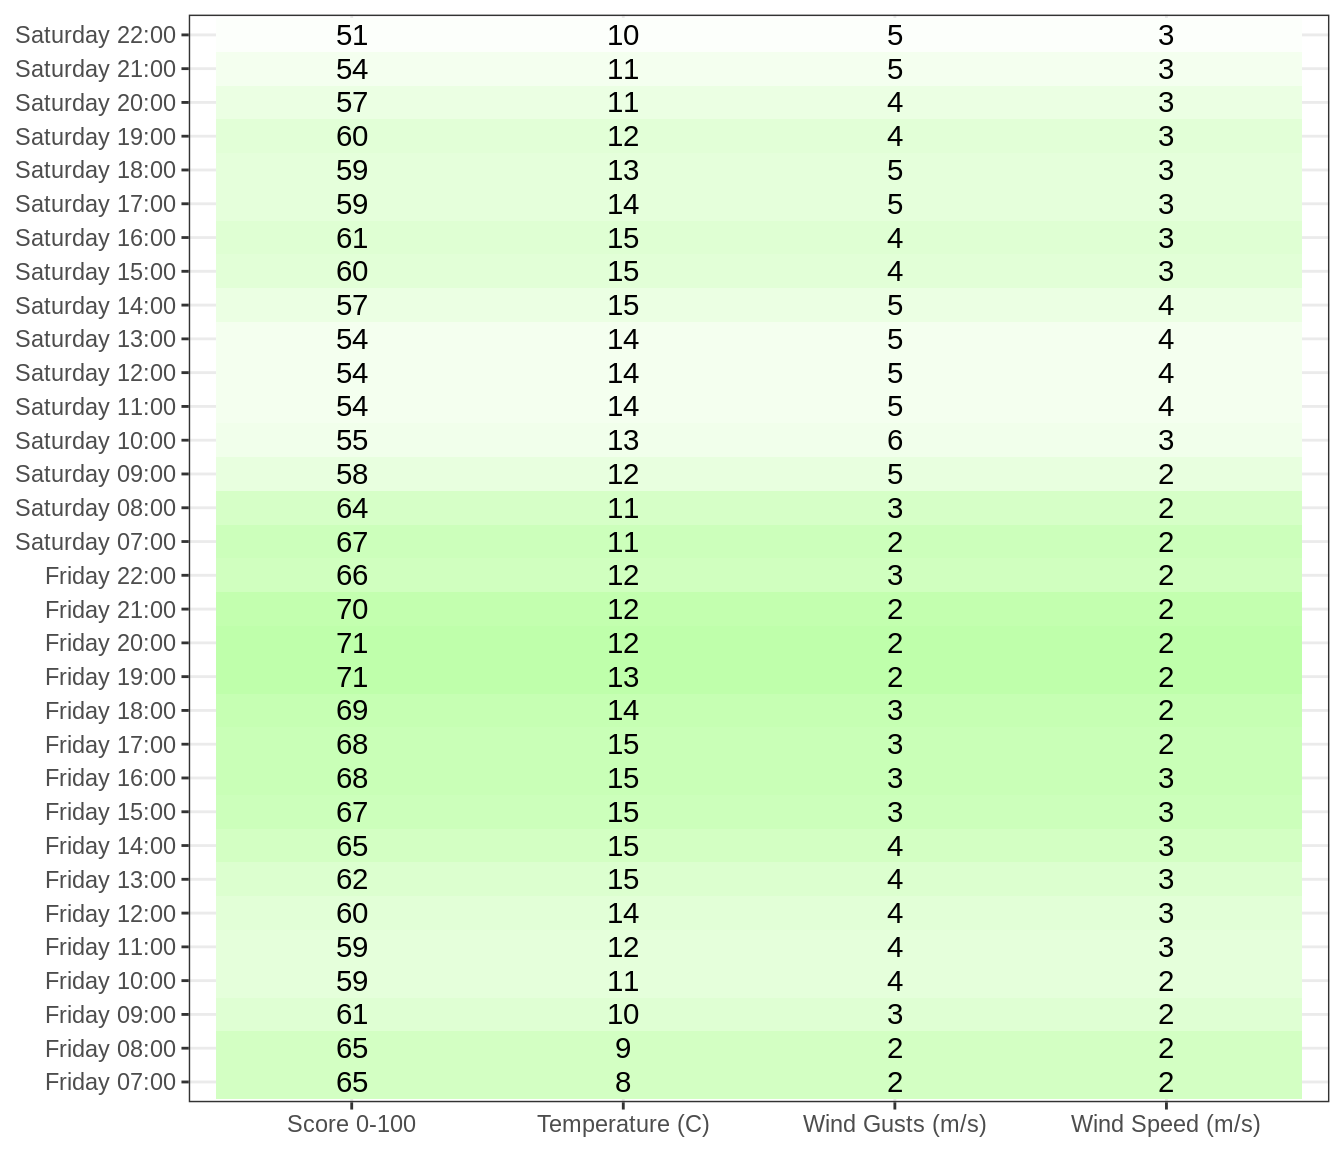 Saturday 22:00 51 10 5 3
Saturday 21:00 54 11 5 3
Saturday 20:00 57 11 4 3
Saturday 19:00 60 12 4 3
Saturday 18:00 59 13 5 3
Saturday 17:00 59 14 5 3
Saturday 16:00 61 15 4 3
Saturday 15:00 60 15 4 3
Saturday 14:00 57 15 5 4
Saturday 13:00 54 14 5 4
Saturday 12:00 54 14 5 4
Saturday 11:00 54 14 5 4
Saturday 10:00 55 13 6 3
Saturday 09:00 58 12 5 2
Saturday 08:00 64 11 3 2
Saturday 07:00 67 11 2 2
Friday 22:00 66 12 3 2
Friday 21:00 70 12 2 2
Friday 20:00 71 12 2 2
Friday 19:00 71 13 2 2
Friday 18:00 69 14 3 2
Friday 17:00 68 15 3 2
Friday 16:00 68 15 3 3
Friday 15:00 67 15 3 3
Friday 14:00 65 15 4 3
Friday 13:00 62 15 4 3
Friday 12:00 60 14 4 3
Friday 11:00 59 12 4 3
Friday 10:00 59 11 4 2
Friday 09:00 61 10 3 2
Friday 08:00 65 9 2 2
Friday 07:00 65 8 2 2
Score 0-100 Temperature (C) Wind Gusts (m/s) Wind Speed (m/s)